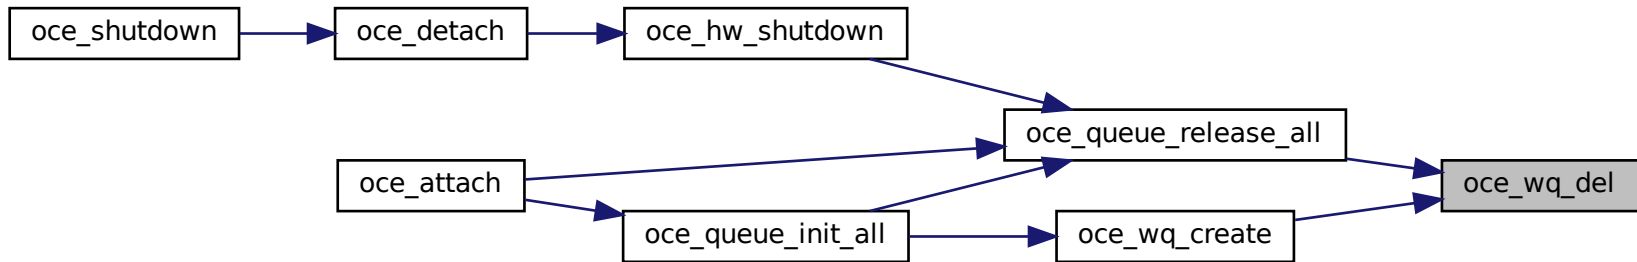 oce_shutdown
oce_detach
oce_hw_shutdown
oce_queue_release_all
oce_attach
oce_wq_del
oce_queue_init_all
oce_wq_create